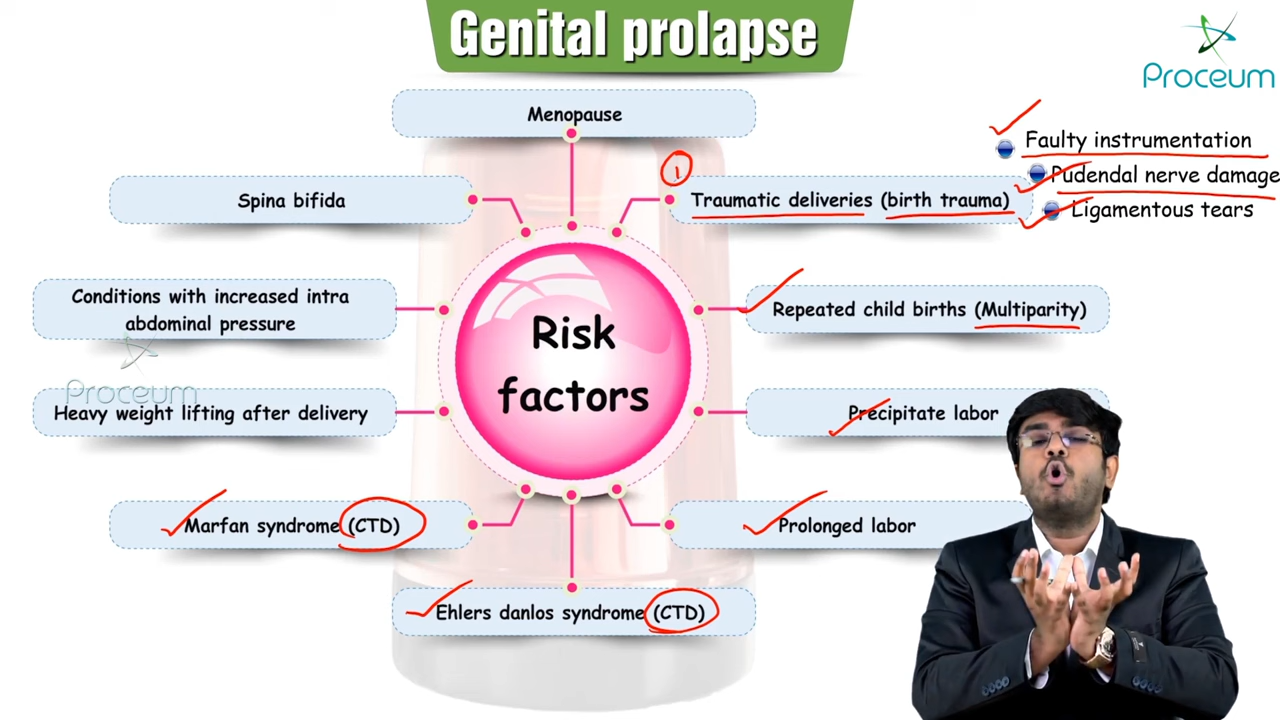 Genital prolapse
Proceum
Menopause
Faulty instrumentation
Pudendal nerve damage
Ligamentous tears
1
Traumatic deliveries (birth trauma)
Spina bifida
Conditions with increased intra
abdominal pressure
Repeated child births (Multiparity)
Risk
factors
Proceum
Heavy weight lifting after delivery
Precipitate labor
Marfan syndrome (CTD)
Prolonged labor
Ehlers danlos syndrome (CTD)